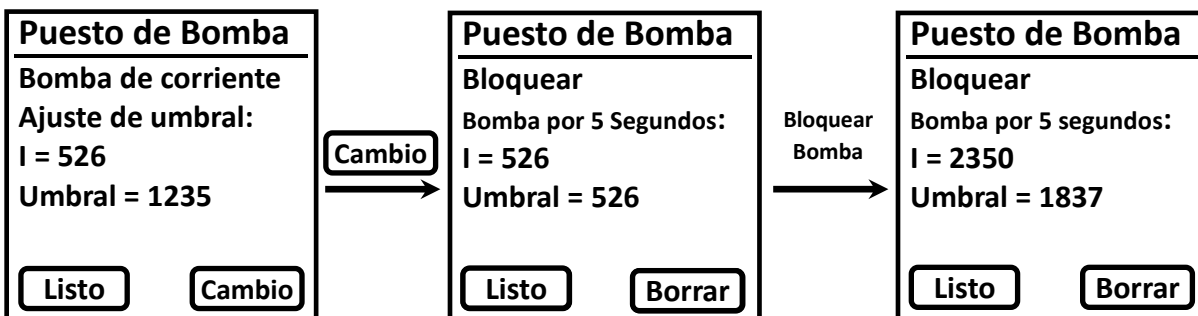 Puesto de Bomba
Bomba de corriente
Ajuste de umbral:
I = 526
Umbral = 1235
Listo
Cambio
Cambio
Puesto de Bomba
Bloquear
Bomba por 5 Segundos:
I = 526
Umbral = 526
Listo
Borrar
Bloquear
Bomba
Puesto de Bomba
Bloquear
Bomba por 5 segundos:
I = 2350
Umbral = 1837
Listo
Borrar